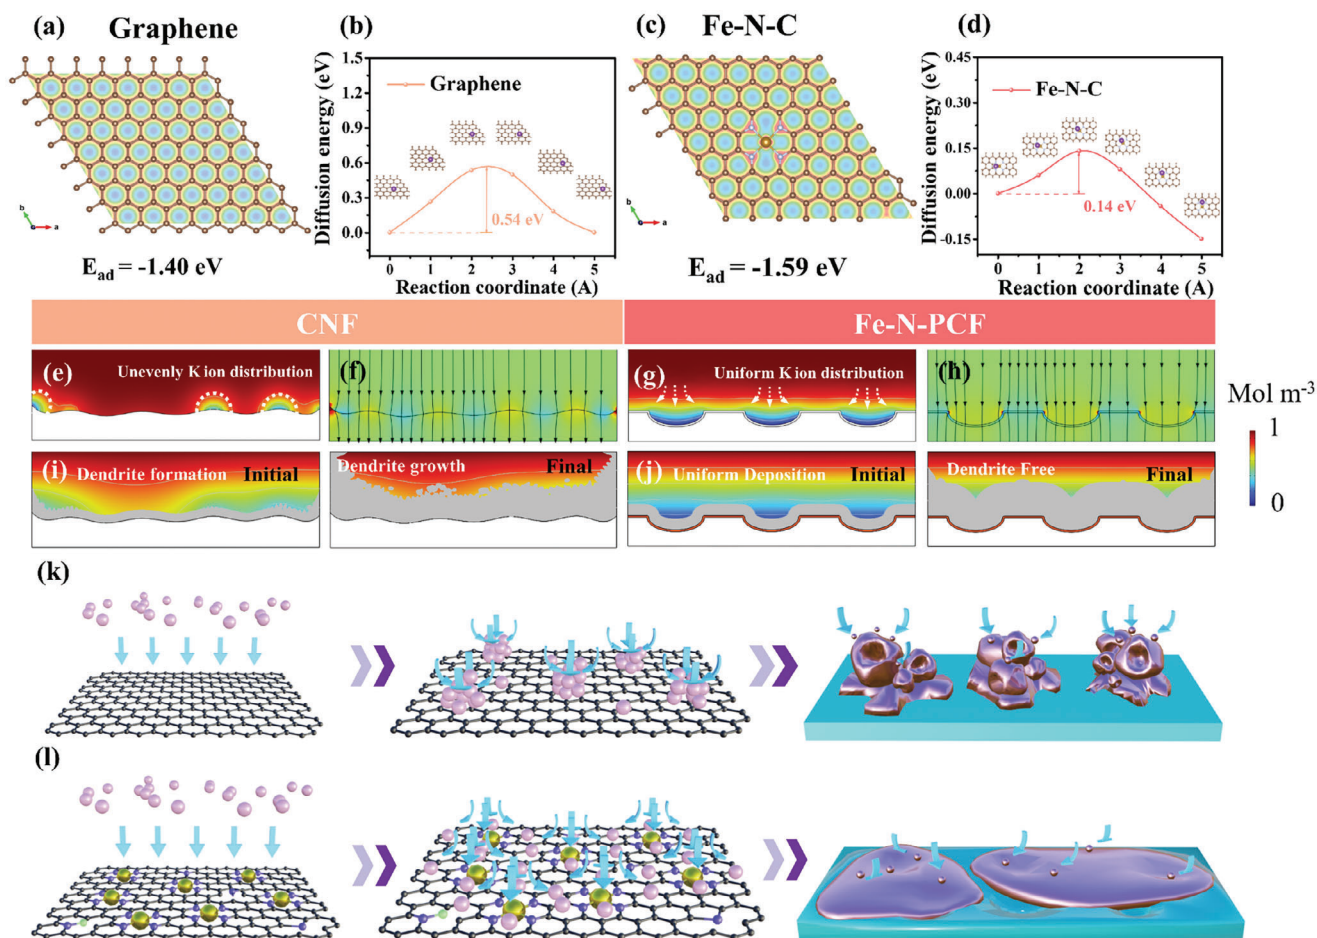 (a) Graphene
b
a
E_ad = -1.40 eV
(b)
Diffusion energy (eV)
1.5
1.2
0.9
0.6
0.3
0.0
Graphene
0.54 eV
0 1 2 3 4 5
Reaction coordinate (A)
(c) Fe-N-C
b
a
E_ad = -1.59 eV
(d)
Diffusion energy (eV)
0.45
0.30
0.15
0.00
-0.15
Fe-N-C
0.14 eV
0 1 2 3 4 5
Reaction coordinate (A)
CNF
Fe-N-PCF
(e) Unevenly K ion distribution
(f)
(g) Uniform K ion distribution
(h)
(i) Dendrite formation Initial
Dendrite growth Final
(j) Uniform Deposition Initial
Dendrite Free Final
Mol m⁻³
1
0
(k)
(l)